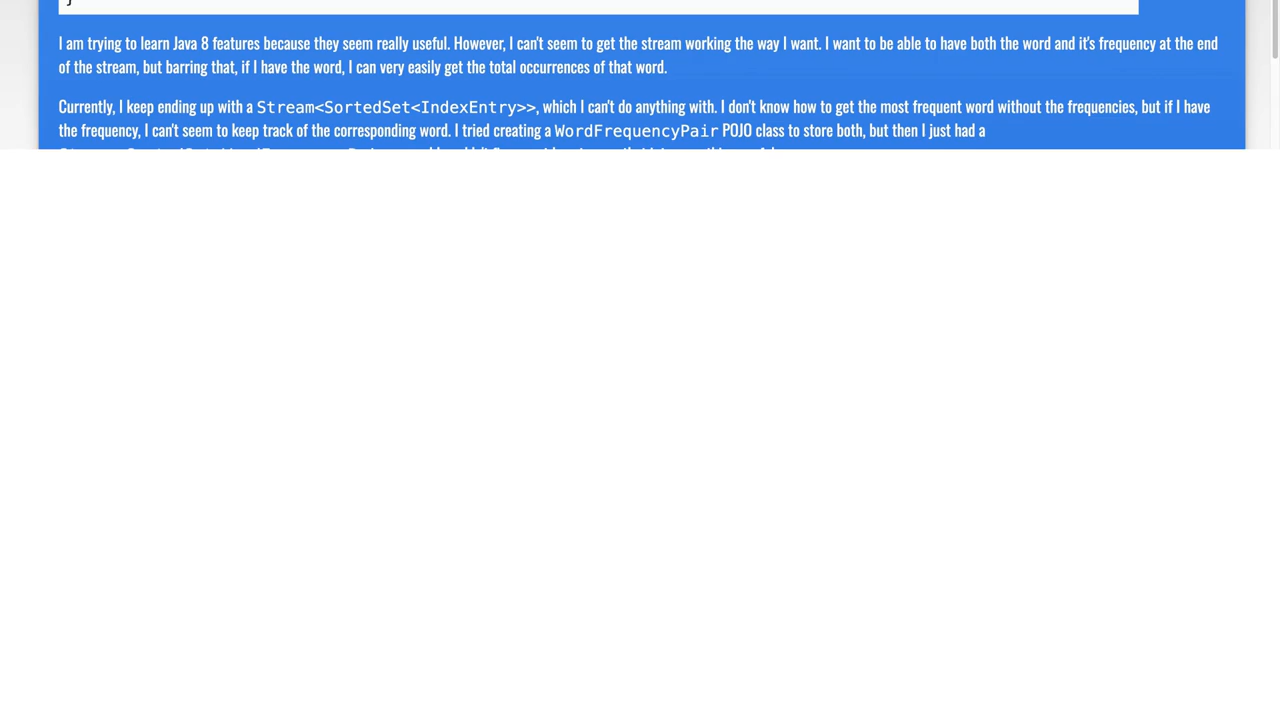 }
I am trying to learn Java 8 features because they seem really useful. However, I can't seem to get the stream working the way I want. I want to be able to have both the word and it's frequency at the end
of the stream, but barring that, if I have the word, I can very easily get the total occurrences of that word.
Currently, I keep ending up with a Stream<SortedSet<IndexEntry>>, which I can't do anything with. I don't know how to get the most frequent word without the frequencies, but if I have
the frequency, I can't seem to keep track of the corresponding word. I tried creating a WordFrequencyPair POJO class to store both, but then I just had a